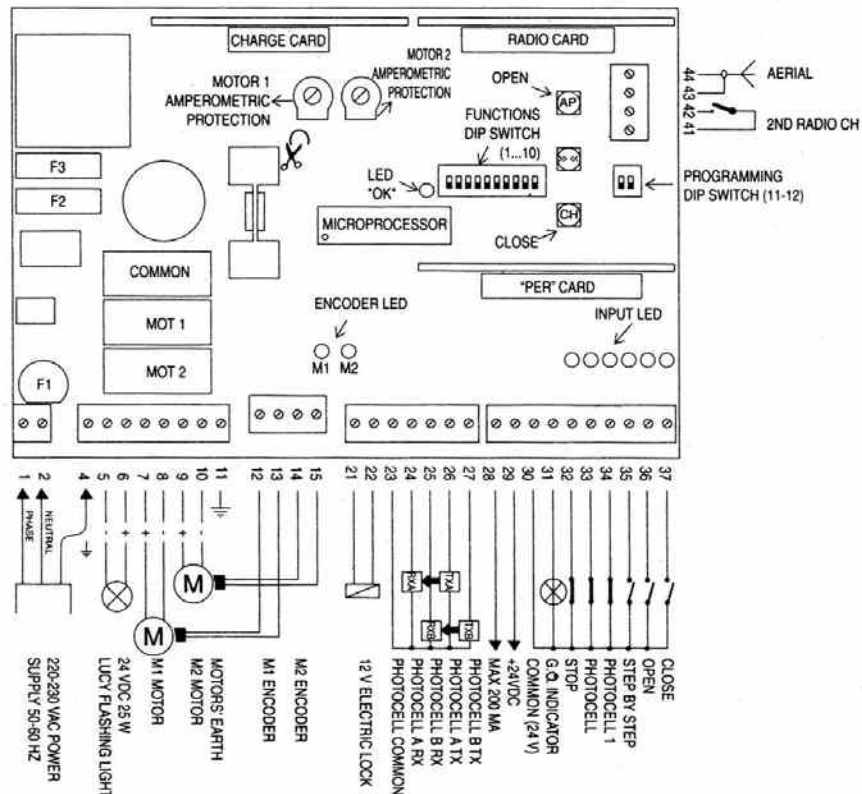 CHARGE CARD
RADIO CARD
MOTOR 1
AMPEROMETRIC
PROTECTION
MOTOR 2
AMPEROMETRIC
PROTECTION
OPEN
AP
FUNCTIONS
DIP SWITCH
(1...10)
44
43
42
41
AERIAL
2ND RADIO CH
F3
F2
LED
"OK"
PROGRAMMING
DIP SWITCH (11-12)
MICROPROCESSOR
CH
CLOSE
COMMON
"PER" CARD
MOT 1
ENCODER LED
INPUT LED
MOT 2
M1 M2
F1
1 2 4 5 6 7 8 9 10 11 12 13 14 15 21 22 23 24 25 26 27 28 29 30 31 32 33 34 35 36 37
PHASE
NEUTRAL
- + + - + -
M
M
RXA
TXA
RXB
TXB
220-230 VAC POWER
SUPPLY 50-60 HZ
24 VDC 25 W
LUCY FLASHING LIGHT
M1 MOTOR
M2 MOTOR
MOTORS' EARTH
M1 ENCODER
M2 ENCODER
12 V ELECTRIC LOCK
PHOTOCELL COMMON
PHOTOCELL A RX
PHOTOCELL B RX
PHOTOCELL A TX
PHOTOCELL B TX
MAX 200 MA
+24VDC
COMMON (24 V)
G.O. INDICATOR
STOP
PHOTOCELL
PHOTOCELL 1
STEP BY STEP
OPEN
CLOSE